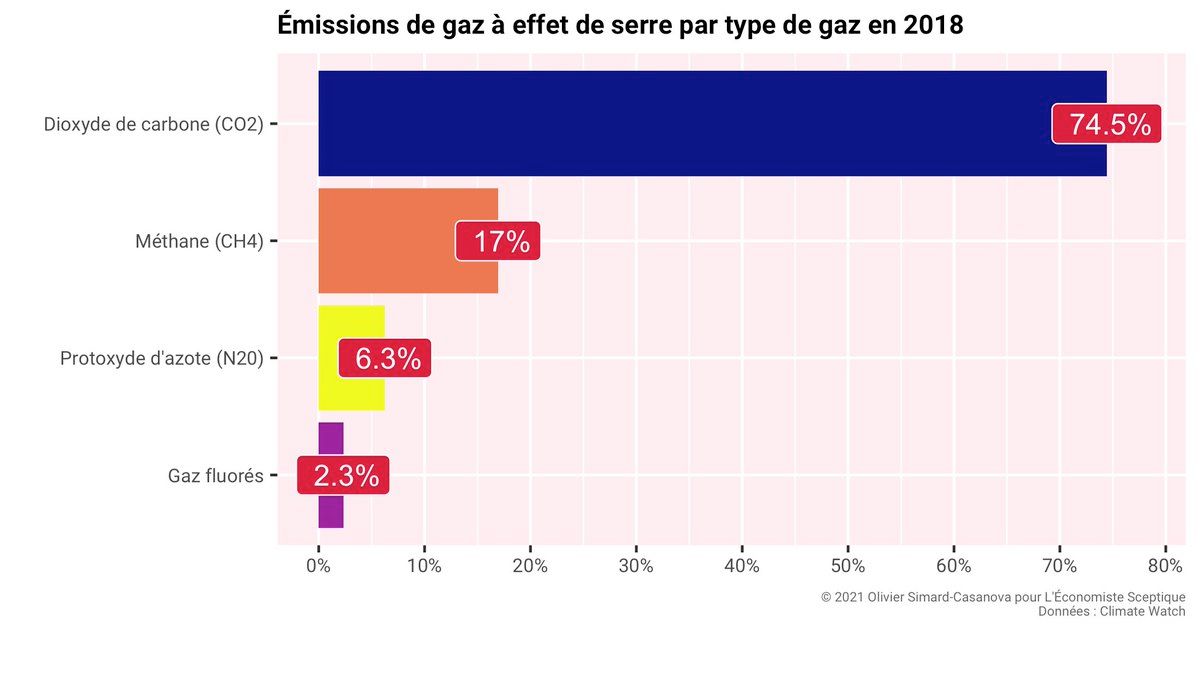 Émissions de gaz à effet de serre par type de gaz en 2018
Dioxyde de carbone (CO2)
74.5%
Méthane (CH4)
17%
Protoxyde d'azote (N20)
6.3%
Gaz fluorés
2.3%
0% 10% 20% 30% 40% 50% 60% 70% 80%
© 2021 Olivier Simard-Casanova pour L'Économiste Sceptique
Données : Climate Watch